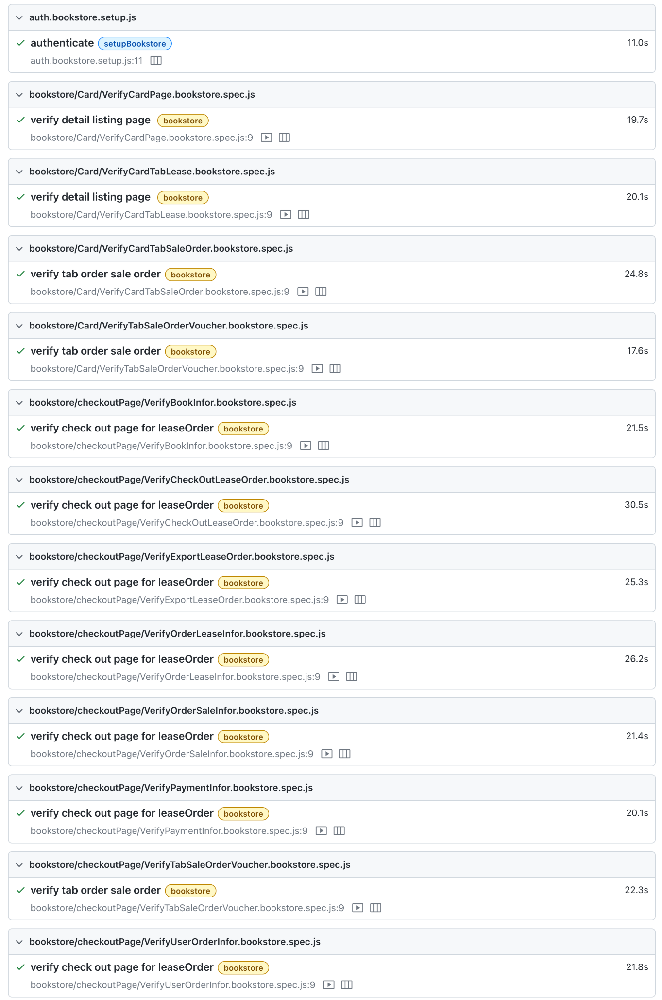 auth.bookstore.setup.js
authenticate setupBookstore 11.0s
auth.bookstore.setup.js:11
bookstore/Card/VerifyCardPage.bookstore.spec.js
verify detail listing page bookstore 19.7s
bookstore/Card/VerifyCardPage.bookstore.spec.js:9
bookstore/Card/VerifyCardTabLease.bookstore.spec.js
verify detail listing page bookstore 20.1s
bookstore/Card/VerifyCardTabLease.bookstore.spec.js:9
bookstore/Card/VerifyCardTabSaleOrder.bookstore.spec.js
verify tab order sale order bookstore 24.8s
bookstore/Card/VerifyCardTabSaleOrder.bookstore.spec.js:9
bookstore/Card/VerifyTabSaleOrderVoucher.bookstore.spec.js
verify tab order sale order bookstore 17.6s
bookstore/Card/VerifyTabSaleOrderVoucher.bookstore.spec.js:9
bookstore/checkoutPage/VerifyBookInfor.bookstore.spec.js
verify check out page for leaseOrder bookstore 21.5s
bookstore/checkoutPage/VerifyBookInfor.bookstore.spec.js:9
bookstore/checkoutPage/VerifyCheckOutLeaseOrder.bookstore.spec.js
verify check out page for leaseOrder bookstore 30.5s
bookstore/checkoutPage/VerifyCheckOutLeaseOrder.bookstore.spec.js:9
bookstore/checkoutPage/VerifyExportLeaseOrder.bookstore.spec.js
verify check out page for leaseOrder bookstore 25.3s
bookstore/checkoutPage/VerifyExportLeaseOrder.bookstore.spec.js:9
bookstore/checkoutPage/VerifyOrderLeaseInfor.bookstore.spec.js
verify check out page for leaseOrder bookstore 26.2s
bookstore/checkoutPage/VerifyOrderLeaseInfor.bookstore.spec.js:9
bookstore/checkoutPage/VerifyOrderSaleInfor.bookstore.spec.js
verify check out page for leaseOrder bookstore 21.4s
bookstore/checkoutPage/VerifyOrderSaleInfor.bookstore.spec.js:9
bookstore/checkoutPage/VerifyPaymentInfor.bookstore.spec.js
verify check out page for leaseOrder bookstore 20.1s
bookstore/checkoutPage/VerifyPaymentInfor.bookstore.spec.js:9
bookstore/checkoutPage/VerifyTabSaleOrderVoucher.bookstore.spec.js
verify tab order sale order bookstore 22.3s
bookstore/checkoutPage/VerifyTabSaleOrderVoucher.bookstore.spec.js:9
bookstore/checkoutPage/VerifyUserOrderInfor.bookstore.spec.js
verify check out page for leaseOrder bookstore 21.8s
bookstore/checkoutPage/VerifyUserOrderInfor.bookstore.spec.js:9